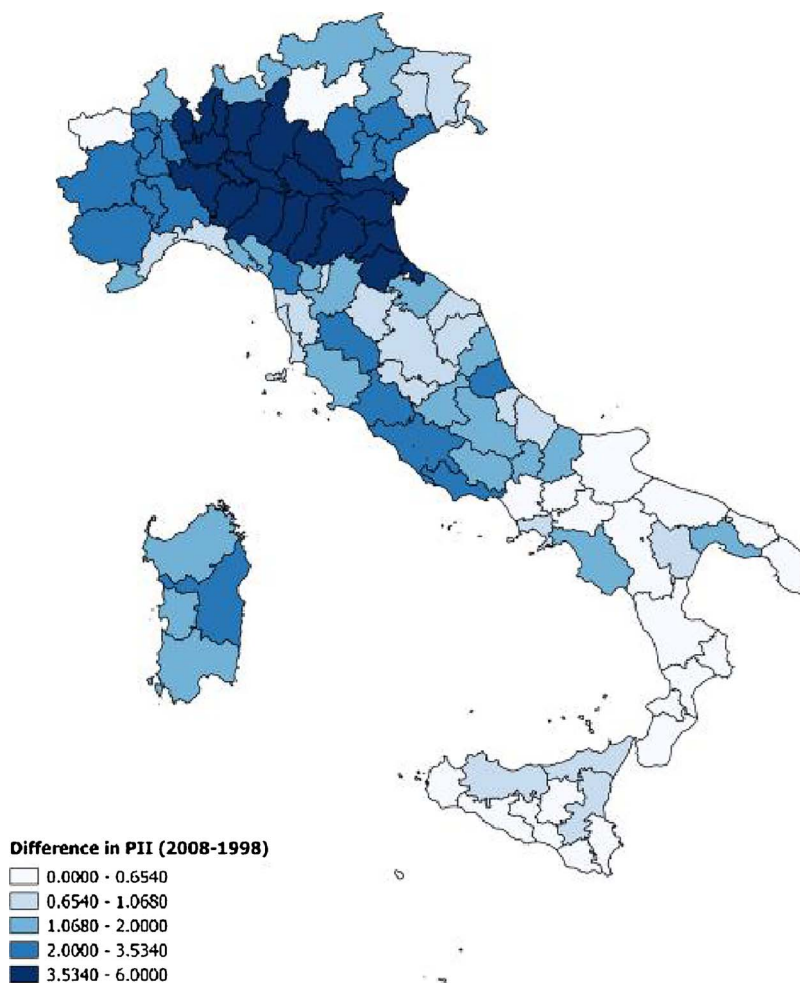 Difference in PII (2008-1998)
0.0000 - 0.6540
0.6540 - 1.0680
1.0680 - 2.0000
2.0000 - 3.5340
3.5340 - 6.0000